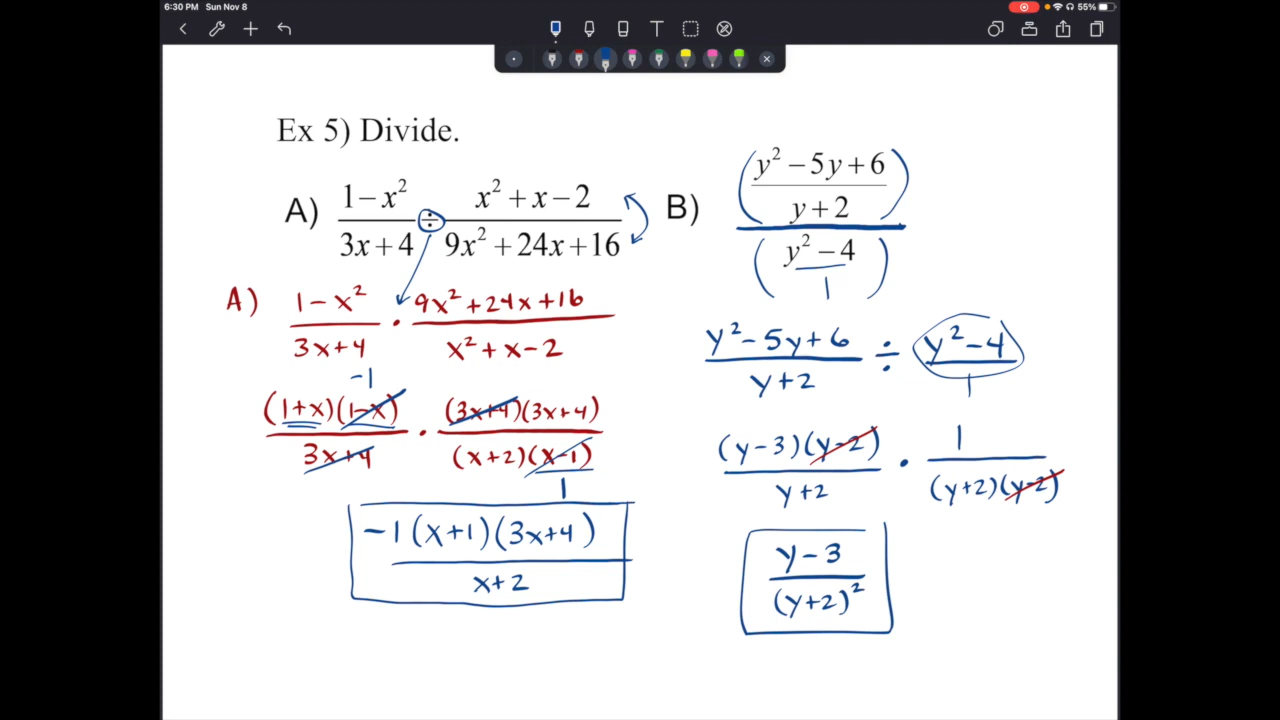 6:30 PM Sun Nov 8
55%
T
Ex 5) Divide.
A) (1 − x²)/(3x + 4) ÷ (x² + x − 2)/(9x² + 24x + 16)
A) (1 − x²)/(3x + 4) · (9x² + 24x + 16)/(x² + x − 2)
-1
((1+x)(1−x))/(3x+4) · ((3x+4)(3x+4))/((x+2)(x−1))
1
(−1(x+1)(3x+4))/(x+2)
B) ((y² − 5y + 6)/(y + 2))/((y² − 4)/1)
(y² − 5y + 6)/(y + 2) ÷ (y² − 4)/1
((y−3)(y−2))/(y+2) · 1/((y+2)(y−2))
(y−3)/(y+2)²